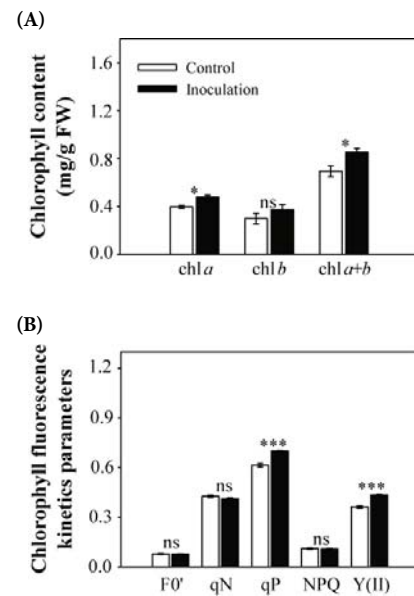 (A)
Chlorophyll content
(mg/g FW)
1.6
1.2
0.8
0.4
0.0
Control
Inoculation
*
ns
*
chl a
chl b
chl a+b
(B)
Chlorophyll fluorescence
kinetics parameters
1.2
0.9
0.6
0.3
0.0
ns
ns
***
ns
***
F0'
qN
qP
NPQ
Y(II)